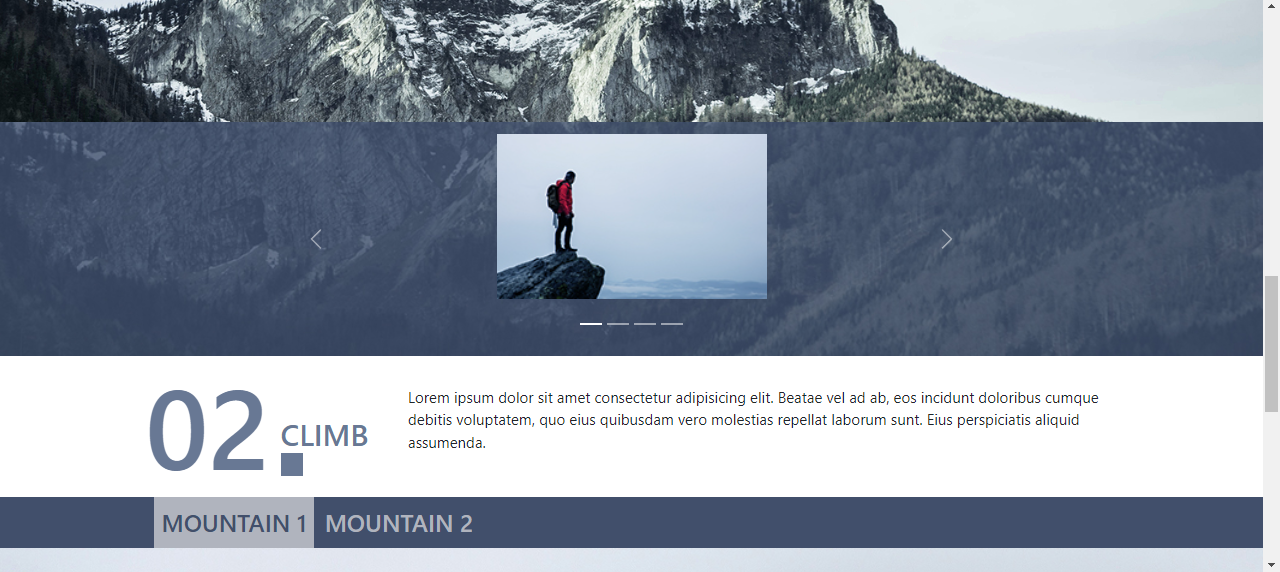 02
CLIMB
Lorem ipsum dolor sit amet consectetur adipisicing elit. Beatae vel ad ab, eos incidunt doloribus cumque
debitis voluptatem, quo eius quibusdam vero molestias repellat laborum sunt. Eius perspiciatis aliquid
assumenda.
MOUNTAIN 1 MOUNTAIN 2